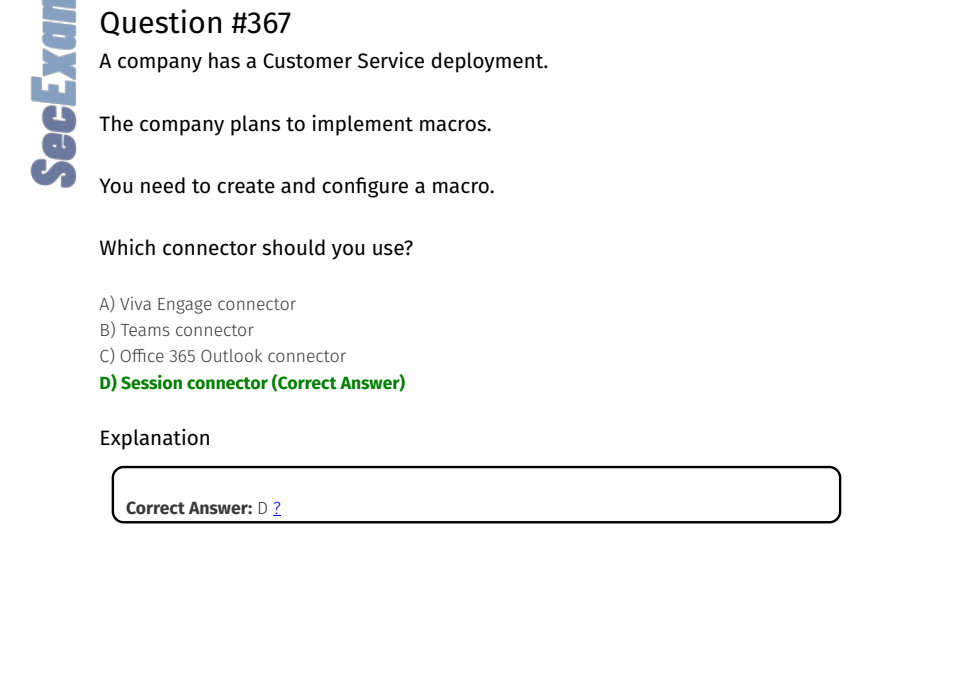 SecExam
Question #367
A company has a Customer Service deployment.
The company plans to implement macros.
You need to create and configure a macro.
Which connector should you use?
A) Viva Engage connector
B) Teams connector
C) Office 365 Outlook connector
D) Session connector (Correct Answer)
Explanation
Correct Answer: D ?